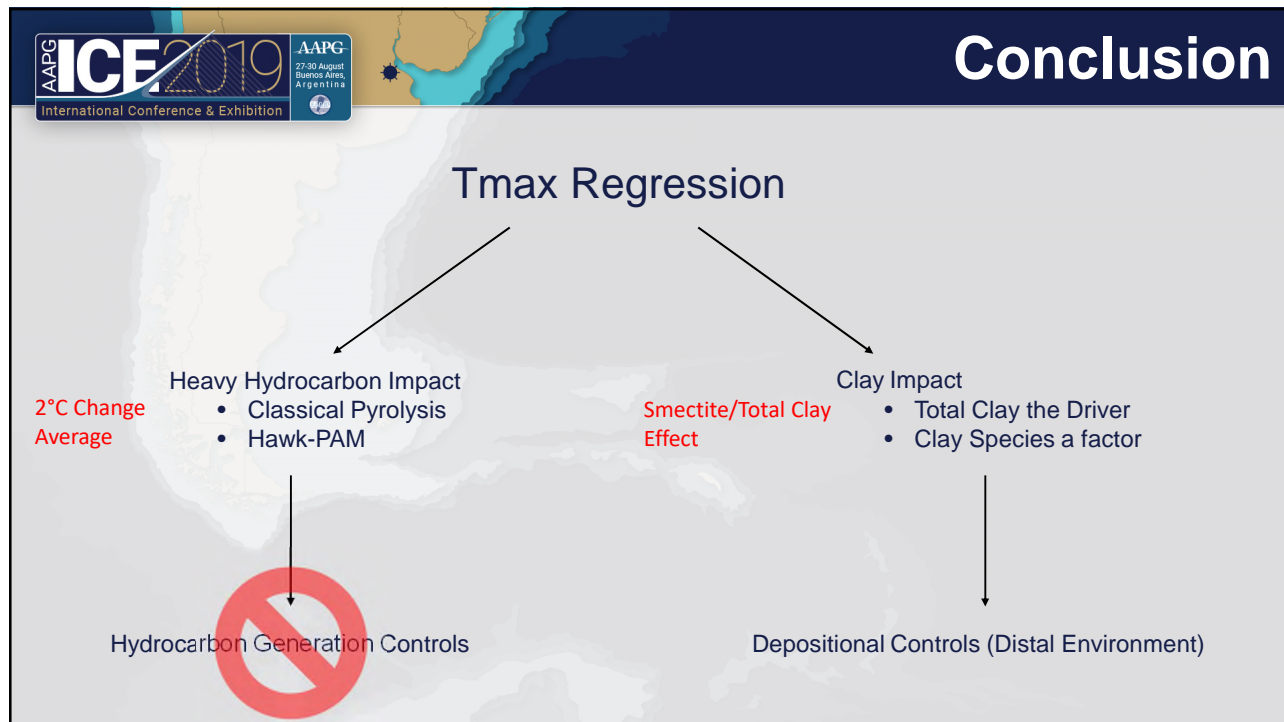 AAPG
ICE 2019
International Conference & Exhibition
AAPG
27-30 August
Buenos Aires,
Argentina
Conclusion
Tmax Regression
2°C Change
Average
Heavy Hydrocarbon Impact
• Classical Pyrolysis
• Hawk-PAM
Smectite/Total Clay
Effect
Clay Impact
• Total Clay the Driver
• Clay Species a factor
Hydrocarbon Generation Controls
Depositional Controls (Distal Environment)